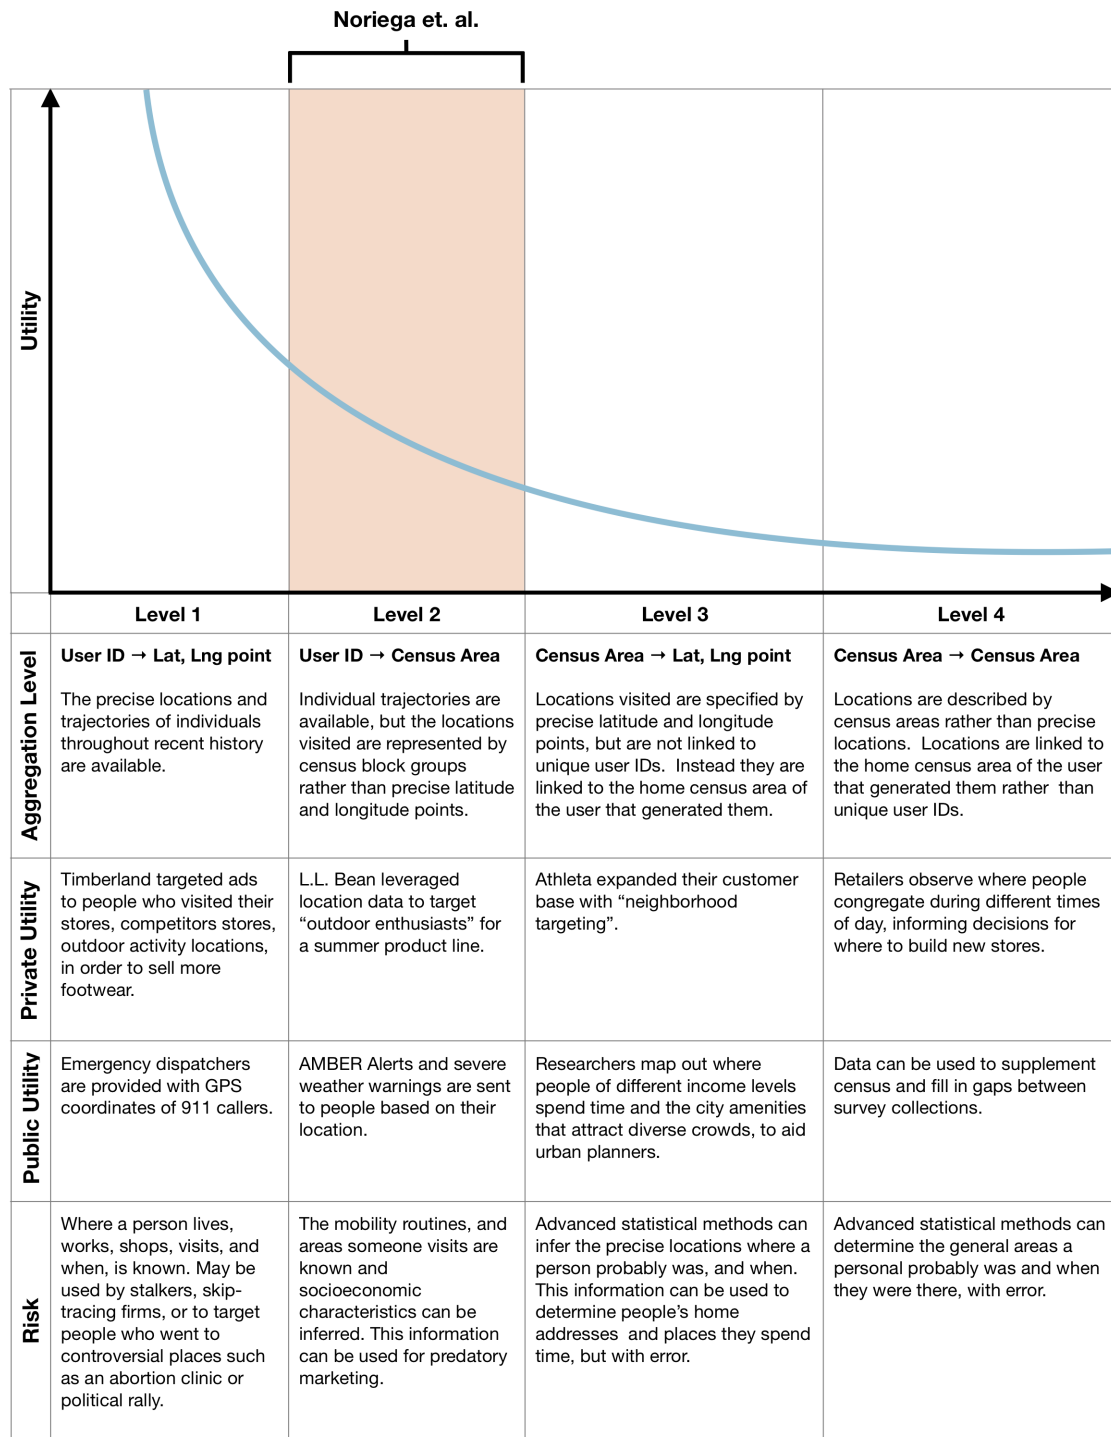 Noriega et. al.
Utility
Level 1
Level 2
Level 3
Level 4
Aggregation Level
User ID → Lat, Lng point
The precise locations and
trajectories of individuals
throughout recent history
are available.
User ID → Census Area
Individual trajectories are
available, but the locations
visited are represented by
census block groups
rather than precise latitude
and longitude points.
Census Area → Lat, Lng point
Locations visited are specified by
precise latitude and longitude
points, but are not linked to
unique user IDs.  Instead they are
linked to the home census area of
the user that generated them.
Census Area → Census Area
Locations are described by
census areas rather than precise
locations.  Locations are linked to
the home census area of the user
that generated them rather  than
unique user IDs.
Private Utility
Timberland targeted ads
to people who visited their
stores, competitors stores,
outdoor activity locations,
in order to sell more
footwear.
L.L. Bean leveraged
location data to target
“outdoor enthusiasts” for
a summer product line.
Athleta expanded their customer
base with “neighborhood
targeting”.
Retailers observe where people
congregate during different times
of day, informing decisions for
where to build new stores.
Public Utility
Emergency dispatchers
are provided with GPS
coordinates of 911 callers.
AMBER Alerts and severe
weather warnings are sent
to people based on their
location.
Researchers map out where
people of different income levels
spend time and the city amenities
that attract diverse crowds, to aid
urban planners.
Data can be used to supplement
census and fill in gaps between
survey collections.
Risk
Where a person lives,
works, shops, visits, and
when, is known. May be
used by stalkers, skip-
tracing firms, or to target
people who went to
controversial places such
as an abortion clinic or
political rally.
The mobility routines, and
areas someone visits are
known and
socioeconomic
characteristics can be
inferred. This information
can be used for predatory
marketing.
Advanced statistical methods can
infer the precise locations where a
person probably was, and when.
This information can be used to
determine people’s home
addresses  and places they spend
time, but with error.
Advanced statistical methods can
determine the general areas a
personal probably was and when
they were there, with error.